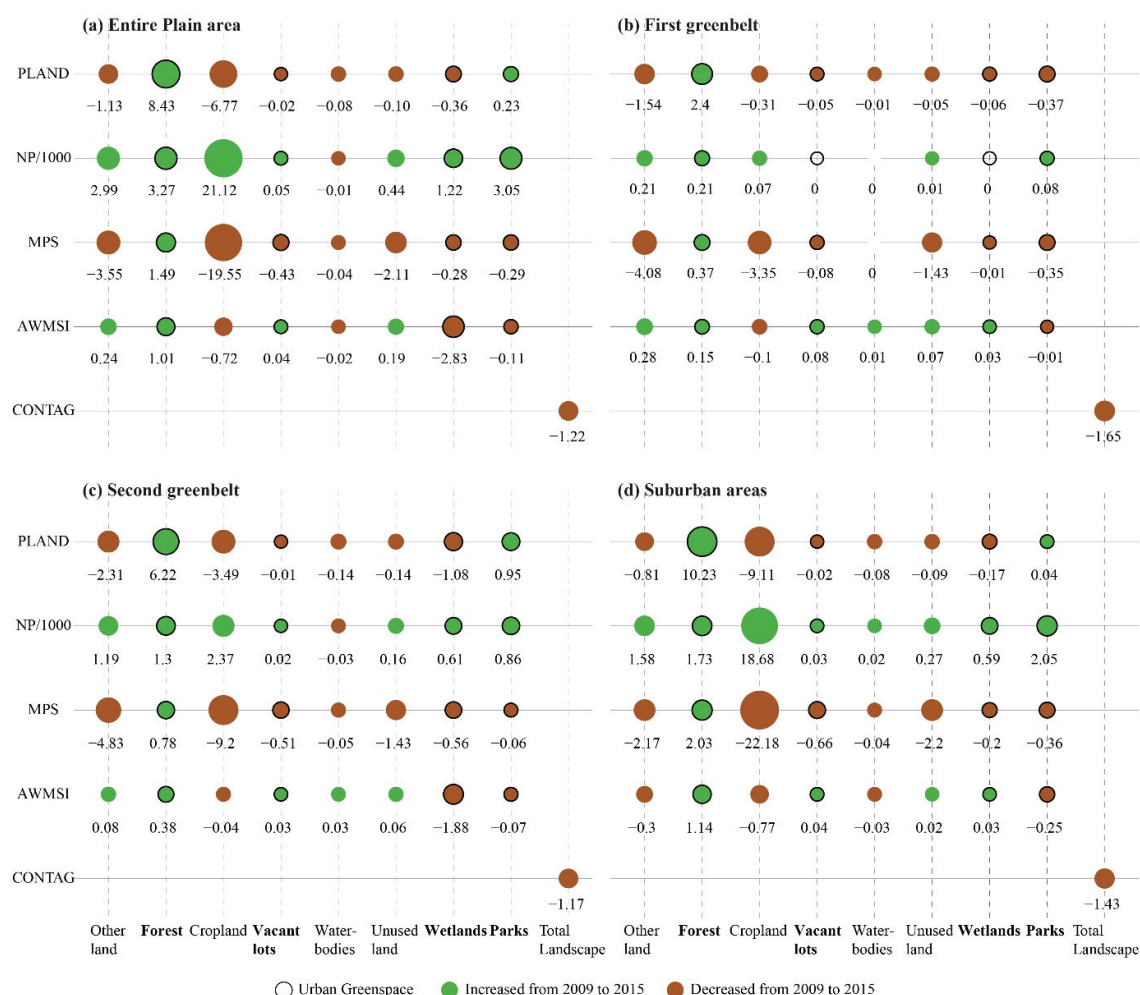 (a) Entire Plain area
PLAND
−1.13 8.43 −6.77 −0.02 −0.08 −0.10 −0.36 0.23
NP/1000
2.99 3.27 21.12 0.05 −0.01 0.44 1.22 3.05
MPS
−3.55 1.49 −19.55 −0.43 −0.04 −2.11 −0.28 −0.29
AWMSI
0.24 1.01 −0.72 0.04 −0.02 0.19 −2.83 −0.11
CONTAG
−1.22
(b) First greenbelt
−1.54 2.4 −0.31 −0.05 −0.01 −0.05 −0.06 −0.37
0.21 0.21 0.07 0 0 0.01 0 0.08
−4.08 0.37 −3.35 −0.08 0 −1.43 −0.01 −0.35
0.28 0.15 −0.1 0.08 0.01 0.07 0.03 −0.01
−1.65
(c) Second greenbelt
PLAND
−2.31 6.22 −3.49 −0.01 −0.14 −0.14 −1.08 0.95
NP/1000
1.19 1.3 2.37 0.02 −0.03 0.16 0.61 0.86
MPS
−4.83 0.78 −9.2 −0.51 −0.05 −1.43 −0.56 −0.06
AWMSI
0.08 0.38 −0.04 0.03 0.03 0.06 −1.88 −0.07
CONTAG
−1.17
Other Forest Cropland Vacant Water- Unused Wetlands Parks Total
land lots bodies land Landscape
(d) Suburban areas
−0.81 10.23 −9.11 −0.02 −0.08 −0.09 −0.17 0.04
1.58 1.73 18.68 0.03 0.02 0.27 0.59 2.05
−2.17 2.03 −22.18 −0.66 −0.04 −2.2 −0.2 −0.36
−0.3 1.14 −0.77 0.04 −0.03 0.02 0.03 −0.25
−1.43
Other Forest Cropland Vacant Water- Unused Wetlands Parks Total
land lots bodies land Landscape
Urban Greenspace Increased from 2009 to 2015 Decreased from 2009 to 2015